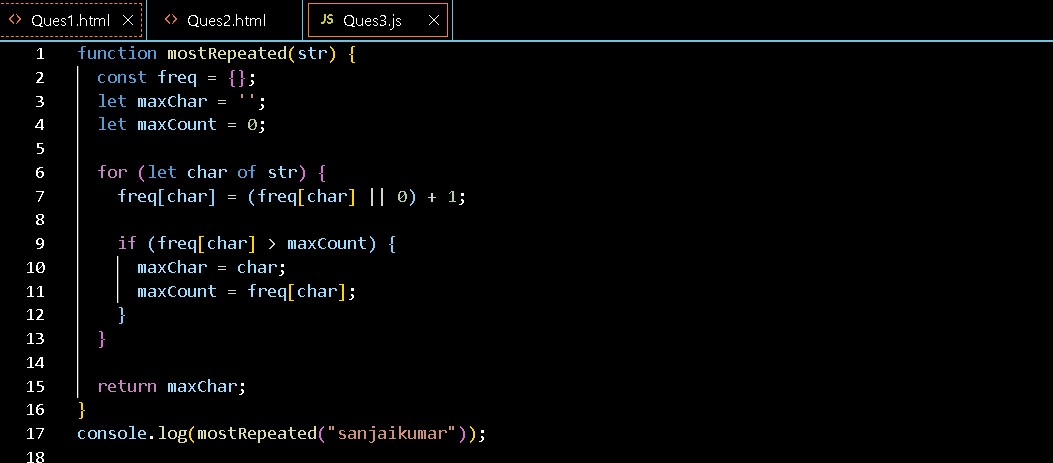 Ques1.html Ques2.html JS Ques3.js
1 function mostRepeated(str) {
2   const freq = {};
3   let maxChar = '';
4   let maxCount = 0;
5
6   for (let char of str) {
7     freq[char] = (freq[char] || 0) + 1;
8
9     if (freq[char] > maxCount) {
10       maxChar = char;
11       maxCount = freq[char];
12     }
13   }
14
15   return maxChar;
16 }
17 console.log(mostRepeated("sanjaikumar"));
18